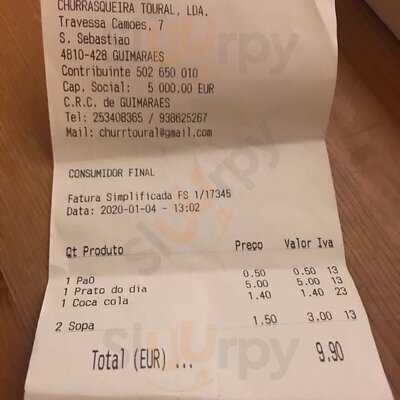 CHURRASQUEIRA TOURAL, LDA.
Travessa Camoes, 7
S. Sebastiao
4810-428 GUIMARAES
Contribuinte 502 650 010
Cap. Social: 5 000.00 EUR
C.R.C. de GUIMARAES
Tel: 253408365 / 938625267
Mail: churrtoural@gmail.com
CONSUMIDOR FINAL
Fatura Simplificada FS 1/17345
Data: 2020-01-04 - 13:02
Qt Produto Preço Valor Iva
1 PaO 0.50 0.50 13
1 Prato do dia 5.00 5.00 13
1 Coca cola 1.40 1.40 23
2 Sopa 1.50 3.00 13
Total (EUR) ... 9.90
sluurpy
sluurpy
sluurpy